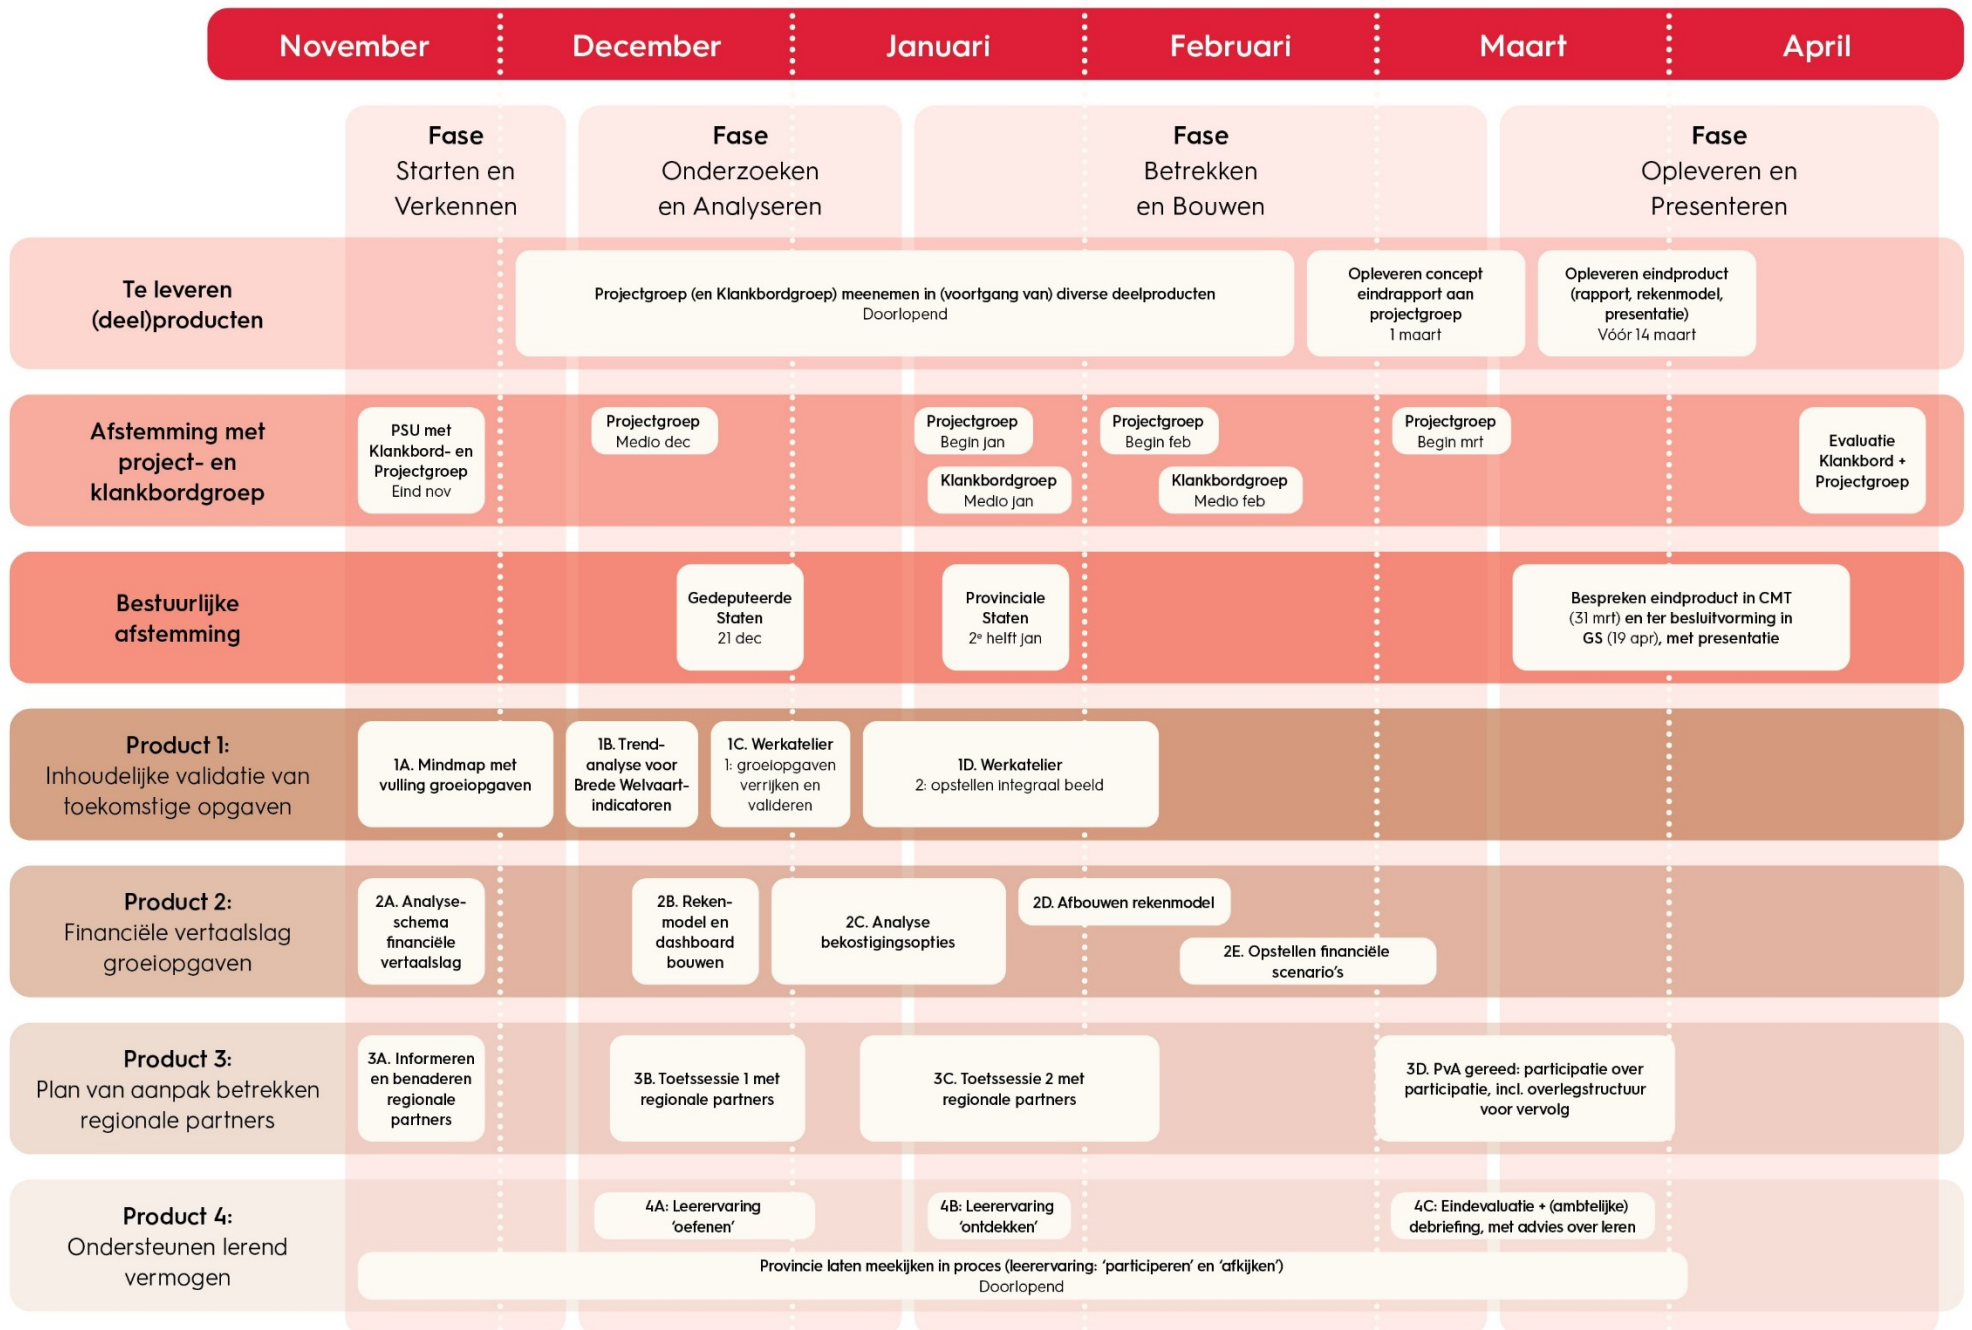 November
December
Januari
Februari
Maart
April
Fase
Starten en
Verkennen
Fase
Onderzoeken
en Analyseren
Fase
Betrekken
en Bouwen
Fase
Opleveren en
Presenteren
Te leveren
(deel)producten
Projectgroep (en Klankbordgroep) meenemen in (voortgang van) diverse deelproducten
Doorlopend
Opleveren concept
eindrapport aan
projectgroep
1 maart
Opleveren eindproduct
(rapport, rekenmodel,
presentatie)
Vóór 14 maart
Afstemming met
project- en
klankbordgroep
PSU met
Klankbord- en
Projectgroep
Eind nov
Projectgroep
Medio dec
Projectgroep
Begin jan
Klankbordgroep
Medio jan
Projectgroep
Begin feb
Klankbordgroep
Medio feb
Projectgroep
Begin mrt
Evaluatie
Klankbord +
Projectgroep
Bestuurlijke
afstemming
Gedeputeerde
Staten
21 dec
Provinciale
Staten
2e helft jan
Bespreken eindproduct in CMT
(31 mrt) en ter besluitvorming in
GS (19 apr), met presentatie
Product 1:
Inhoudelijke validatie van
toekomstige opgaven
1A. Mindmap met
vulling groeiopgaven
1B. Trend-
analyse voor
Brede Welvaart-
indicatoren
1C. Werkatelier
1: groeiopgaven
verrijken en
valideren
1D. Werkatelier
2: opstellen integraal beeld
Product 2:
Financiële vertaalslag
groeiopgaven
2A. Analyse-
schema
financiële
vertaalslag
2B. Reken-
model en
dashboard
bouwen
2C. Analyse
bekostigingsopties
2D. Afbouwen rekenmodel
2E. Opstellen financiële
scenario's
Product 3:
Plan van aanpak betrekken
regionale partners
3A. Informeren
en benaderen
regionale
partners
3B. Toetssessie 1 met
regionale partners
3C. Toetssessie 2 met
regionale partners
3D. PvA gereed: participatie over
participatie, incl. overlegstructuur
voor vervolg
Product 4:
Ondersteunen lerend
vermogen
4A: Leerervaring
'oefenen'
4B: Leerervaring
'ontdekken'
4C: Eindevaluatie + (ambtelijke)
debriefing, met advies over leren
Provincie laten meekijken in proces (leerervaring: 'participeren' en 'afkijken')
Doorlopend